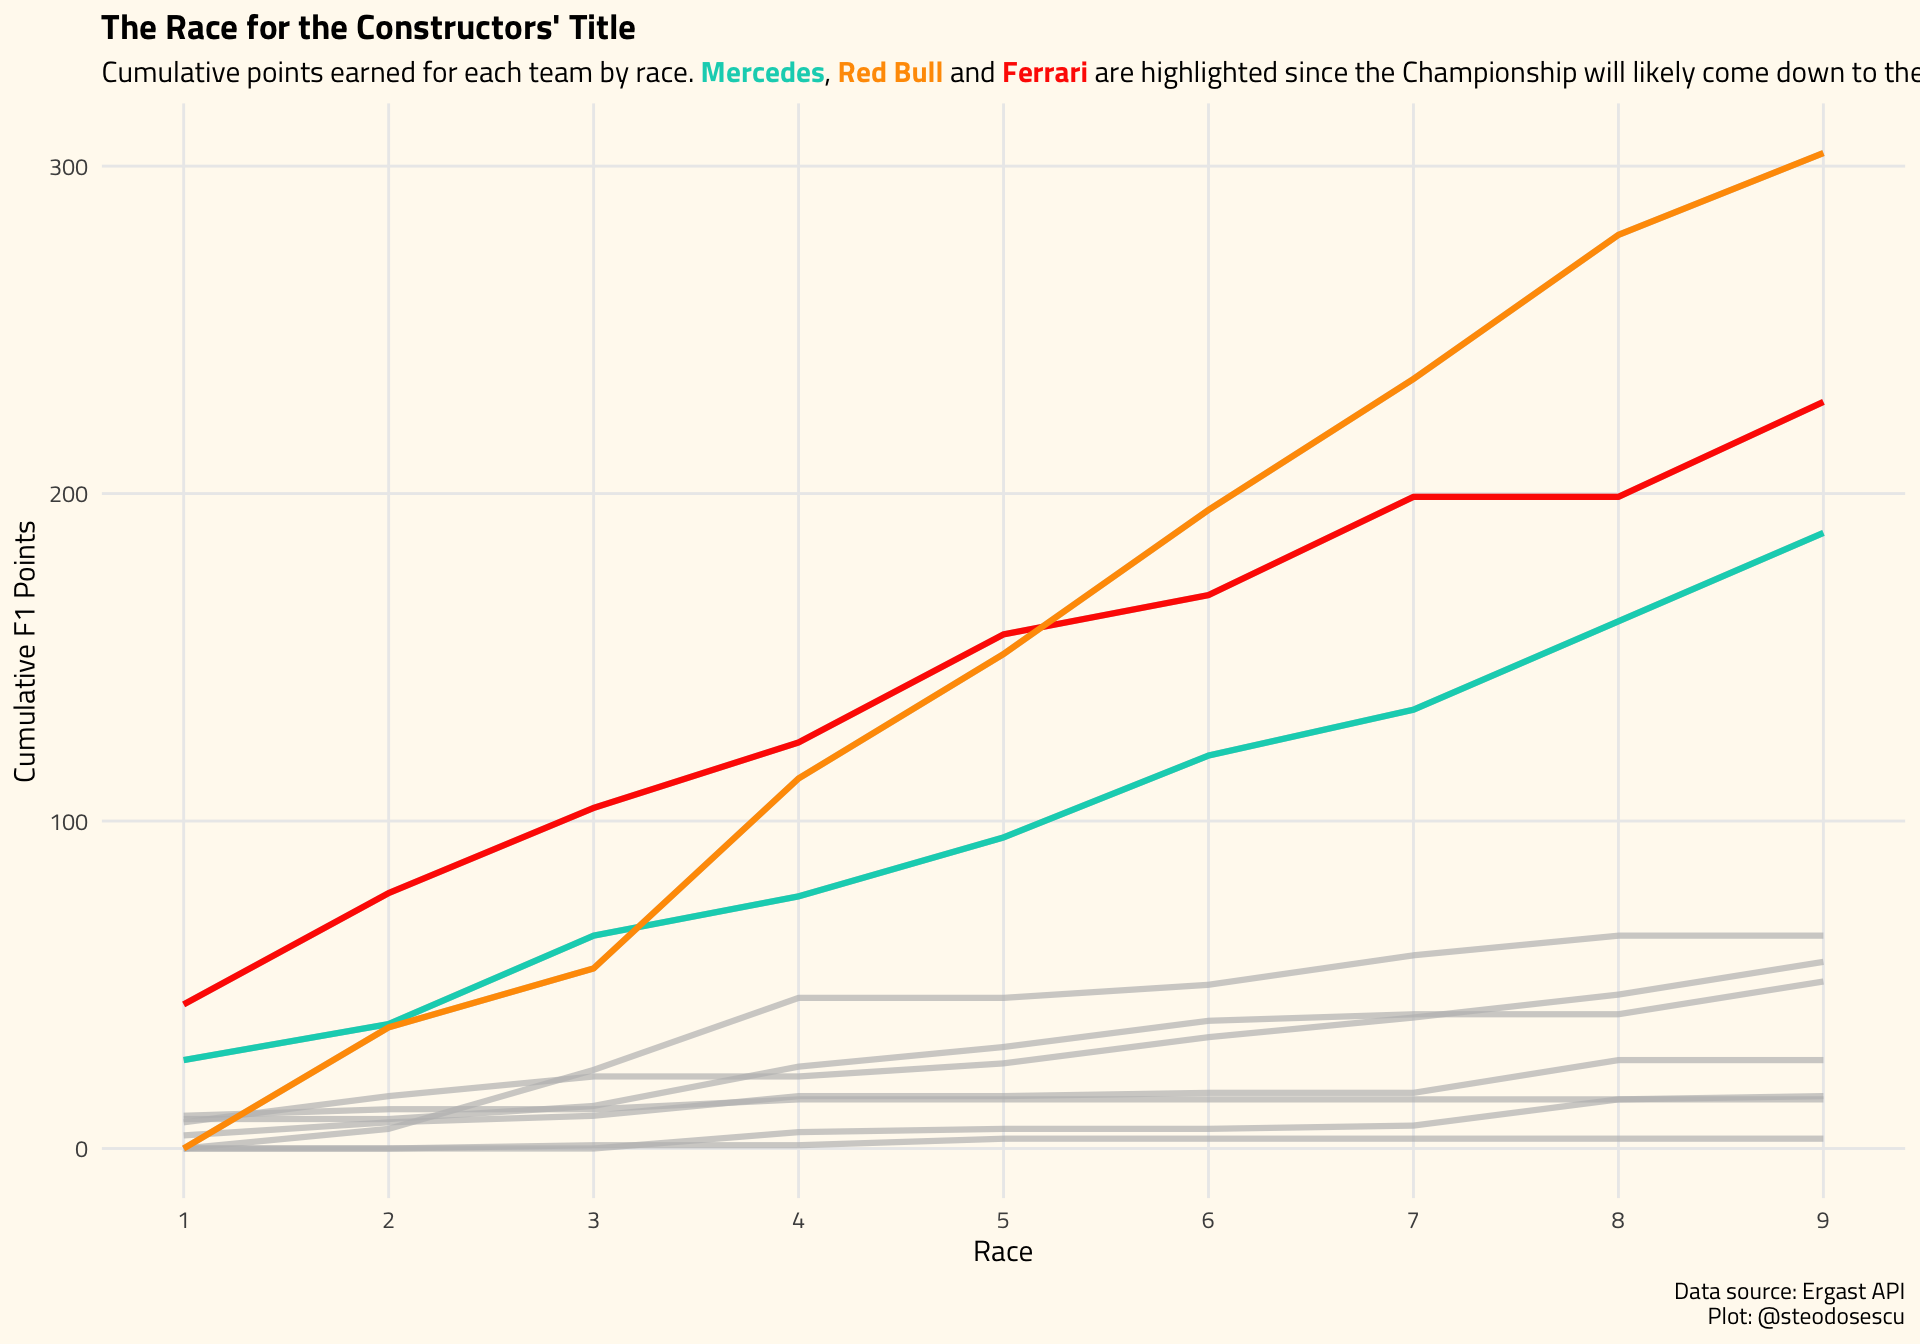 The Race for the Constructors' Title
Cumulative points earned for each team by race. Mercedes, Red Bull and Ferrari are highlighted since the Championship will likely come down to the
300
200
100
0
Cumulative F1 Points
1 2 3 4 5 6 7 8 9
Race
Data source: Ergast API
Plot: @steodosescu